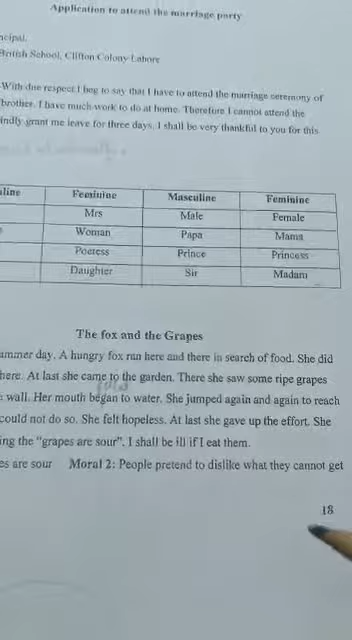 Application to attend the marriage party
ncipal,
British School, Clifton Colony Lahore
With due respect I beg to say that I have to attend the marriage ceremony of
brother. I have much work to do at home. Therefore I cannot attend the
indly grant me leave for three days. I shall be very thankful to you for this
line Feminine Masculine Feminine
Mrs Male Female
Woman Papa Mama
Poetess Prince Princess
Daughter Sir Madam
The fox and the Grapes
ummer day. A hungry fox ran here and there in search of food. She did
here. At last she came to the garden. There she saw some ripe grapes
wall. Her mouth began to water. She jumped again and again to reach
could not do so. She felt hopeless. At last she gave up the effort. She
ing the “grapes are sour”. I shall be ill if I eat them.
es are sour Moral 2: People pretend to dislike what they cannot get
18